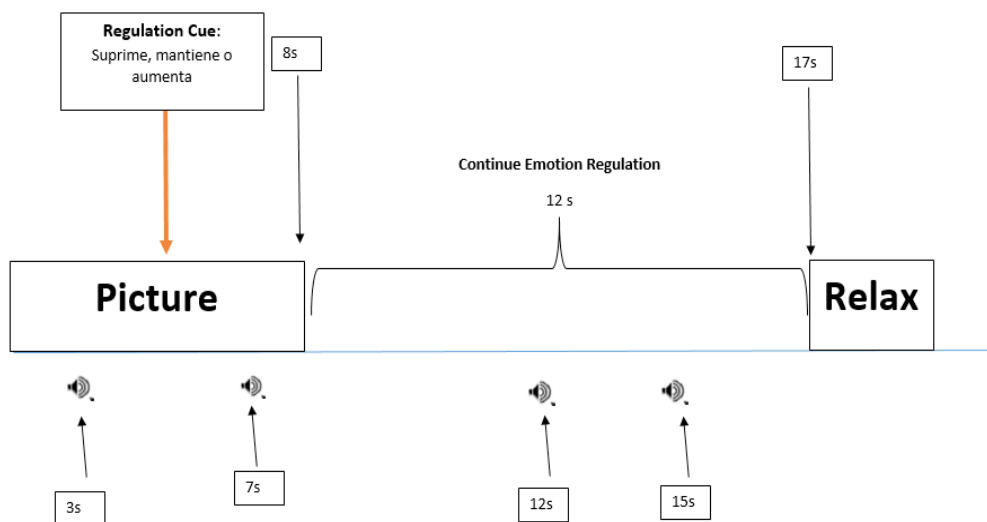 Regulation Cue:
Suprime, mantiene o
aumenta
8s
17s
Continue Emotion Regulation
12 s
Picture
Relax
3s
7s
12s
15s